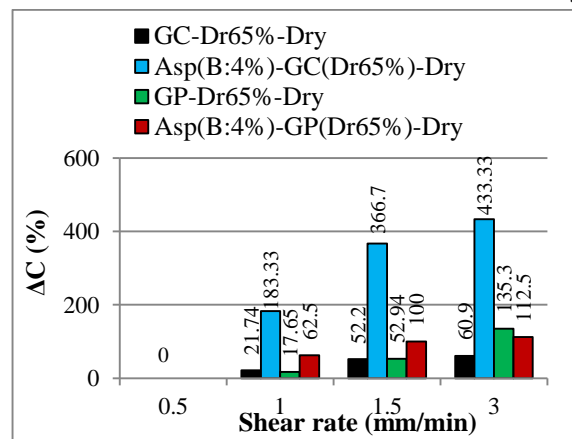 GC-Dr65%-Dry
Asp(B:4%)-GC(Dr65%)-Dry
GP-Dr65%-Dry
Asp(B:4%)-GP(Dr65%)-Dry
600
400
200
0
ΔC (%)
0
21.74
183.33
17.65
62.5
52.2
366.7
52.94
100
60.9
433.33
135.3
112.5
0.5 1 1.5 3
Shear rate (mm/min)